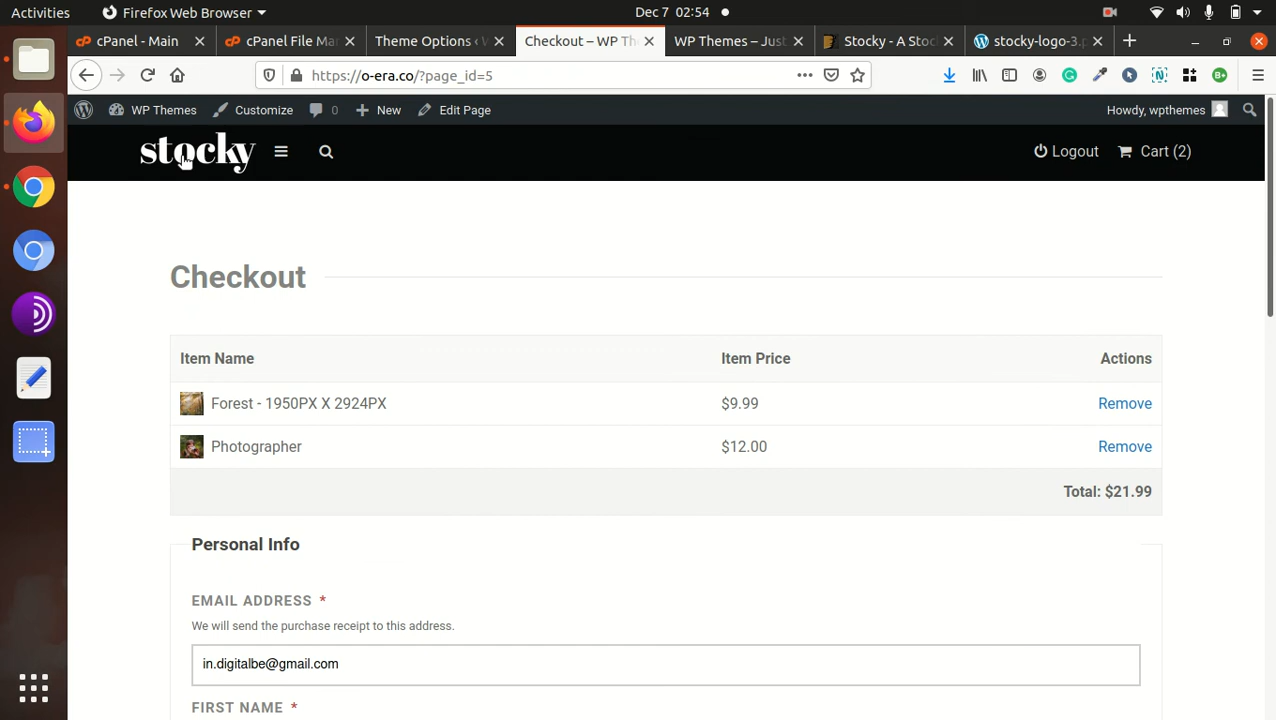 Activities Firefox Web Browser Dec 7 02:54
cPanel - Main cPanel File Ma Theme Options ‹ W Checkout – WP Th WP Themes – Just Stocky - A Stoc stocky-logo-3.p
https://o-era.co/?page_id=5
WP Themes Customize 0 New Edit Page Howdy, wpthemes
stocky Logout Cart (2)
Checkout
Item Name Item Price Actions
Forest - 1950PX X 2924PX $9.99 Remove
Photographer $12.00 Remove
Total: $21.99
Personal Info
EMAIL ADDRESS *
We will send the purchase receipt to this address.
in.digitalbe@gmail.com
FIRST NAME *